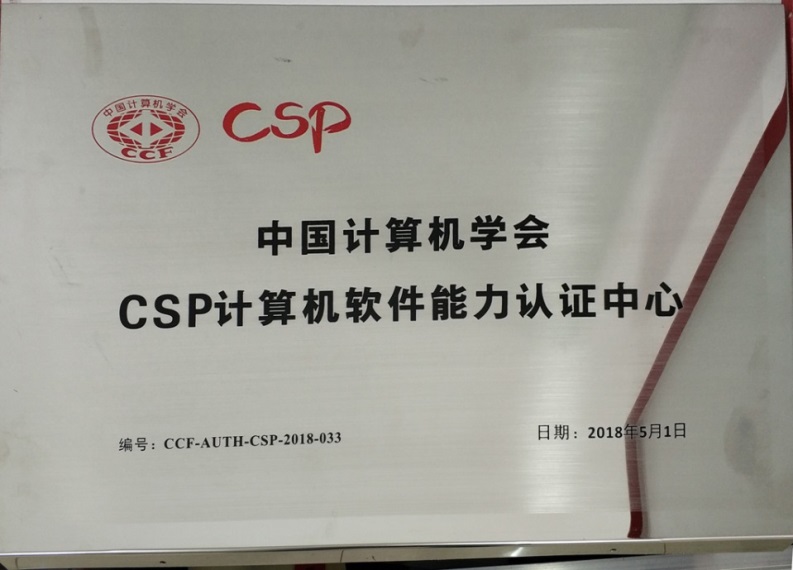 中国计算机学会
CCF
CSP
中国计算机学会
CSP计算机软件能力认证中心
编号：CCF-AUTH-CSP-2018-033
日期：2018年5月1日